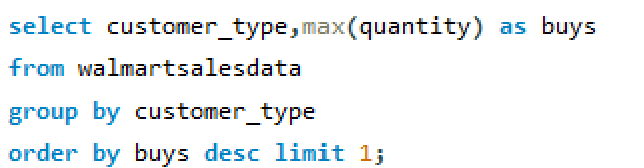 select customer_type,max(quantity) as buys
from walmartsalesdata
group by customer_type
order by buys desc limit 1;